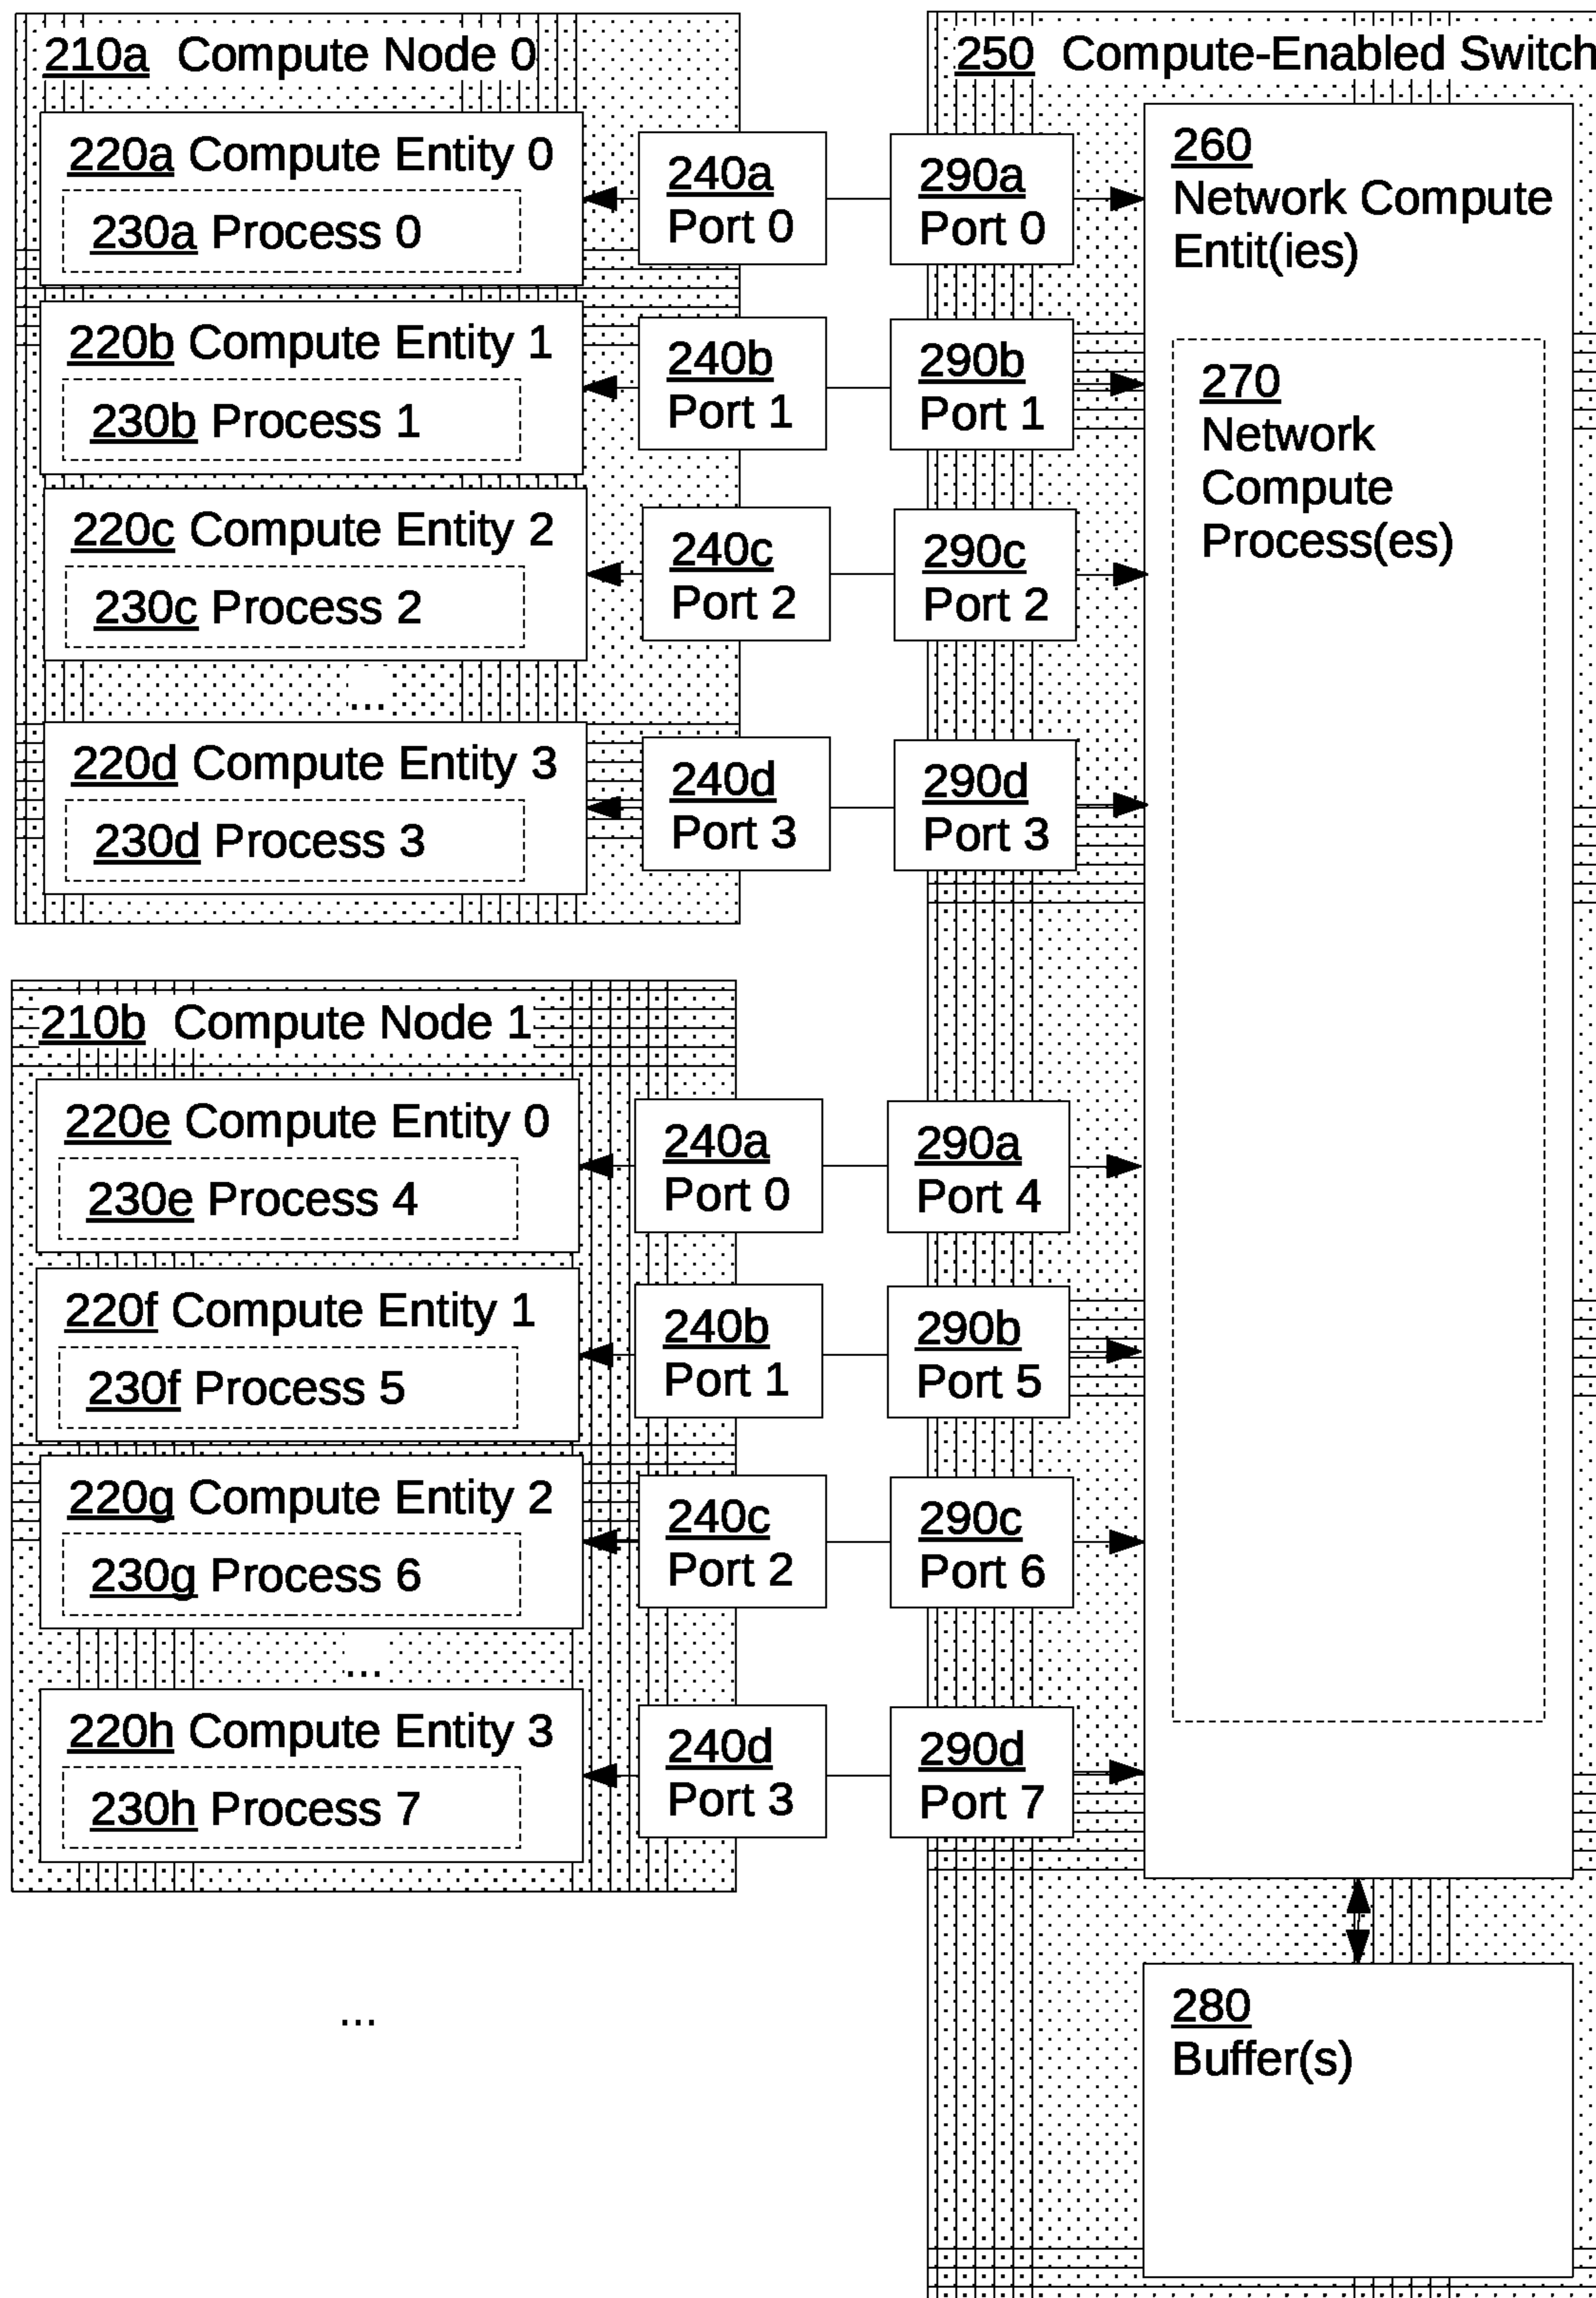 210a Compute Node 0
220a Compute Entity 0
230a Process 0
220b Compute Entity 1
230b Process 1
220c Compute Entity 2
230c Process 2
...
220d Compute Entity 3
230d Process 3
240a
Port 0
240b
Port 1
240c
Port 2
240d
Port 3
210b Compute Node 1
220e Compute Entity 0
230e Process 4
220f Compute Entity 1
230f Process 5
220g Compute Entity 2
230g Process 6
...
220h Compute Entity 3
230h Process 7
240a
Port 0
240b
Port 1
240c
Port 2
240d
Port 3
...
250 Compute-Enabled Switch
290a
Port 0
290b
Port 1
290c
Port 2
290d
Port 3
290a
Port 4
290b
Port 5
290c
Port 6
290d
Port 7
260
Network Compute
Entit(ies)
270
Network
Compute
Process(es)
280
Buffer(s)